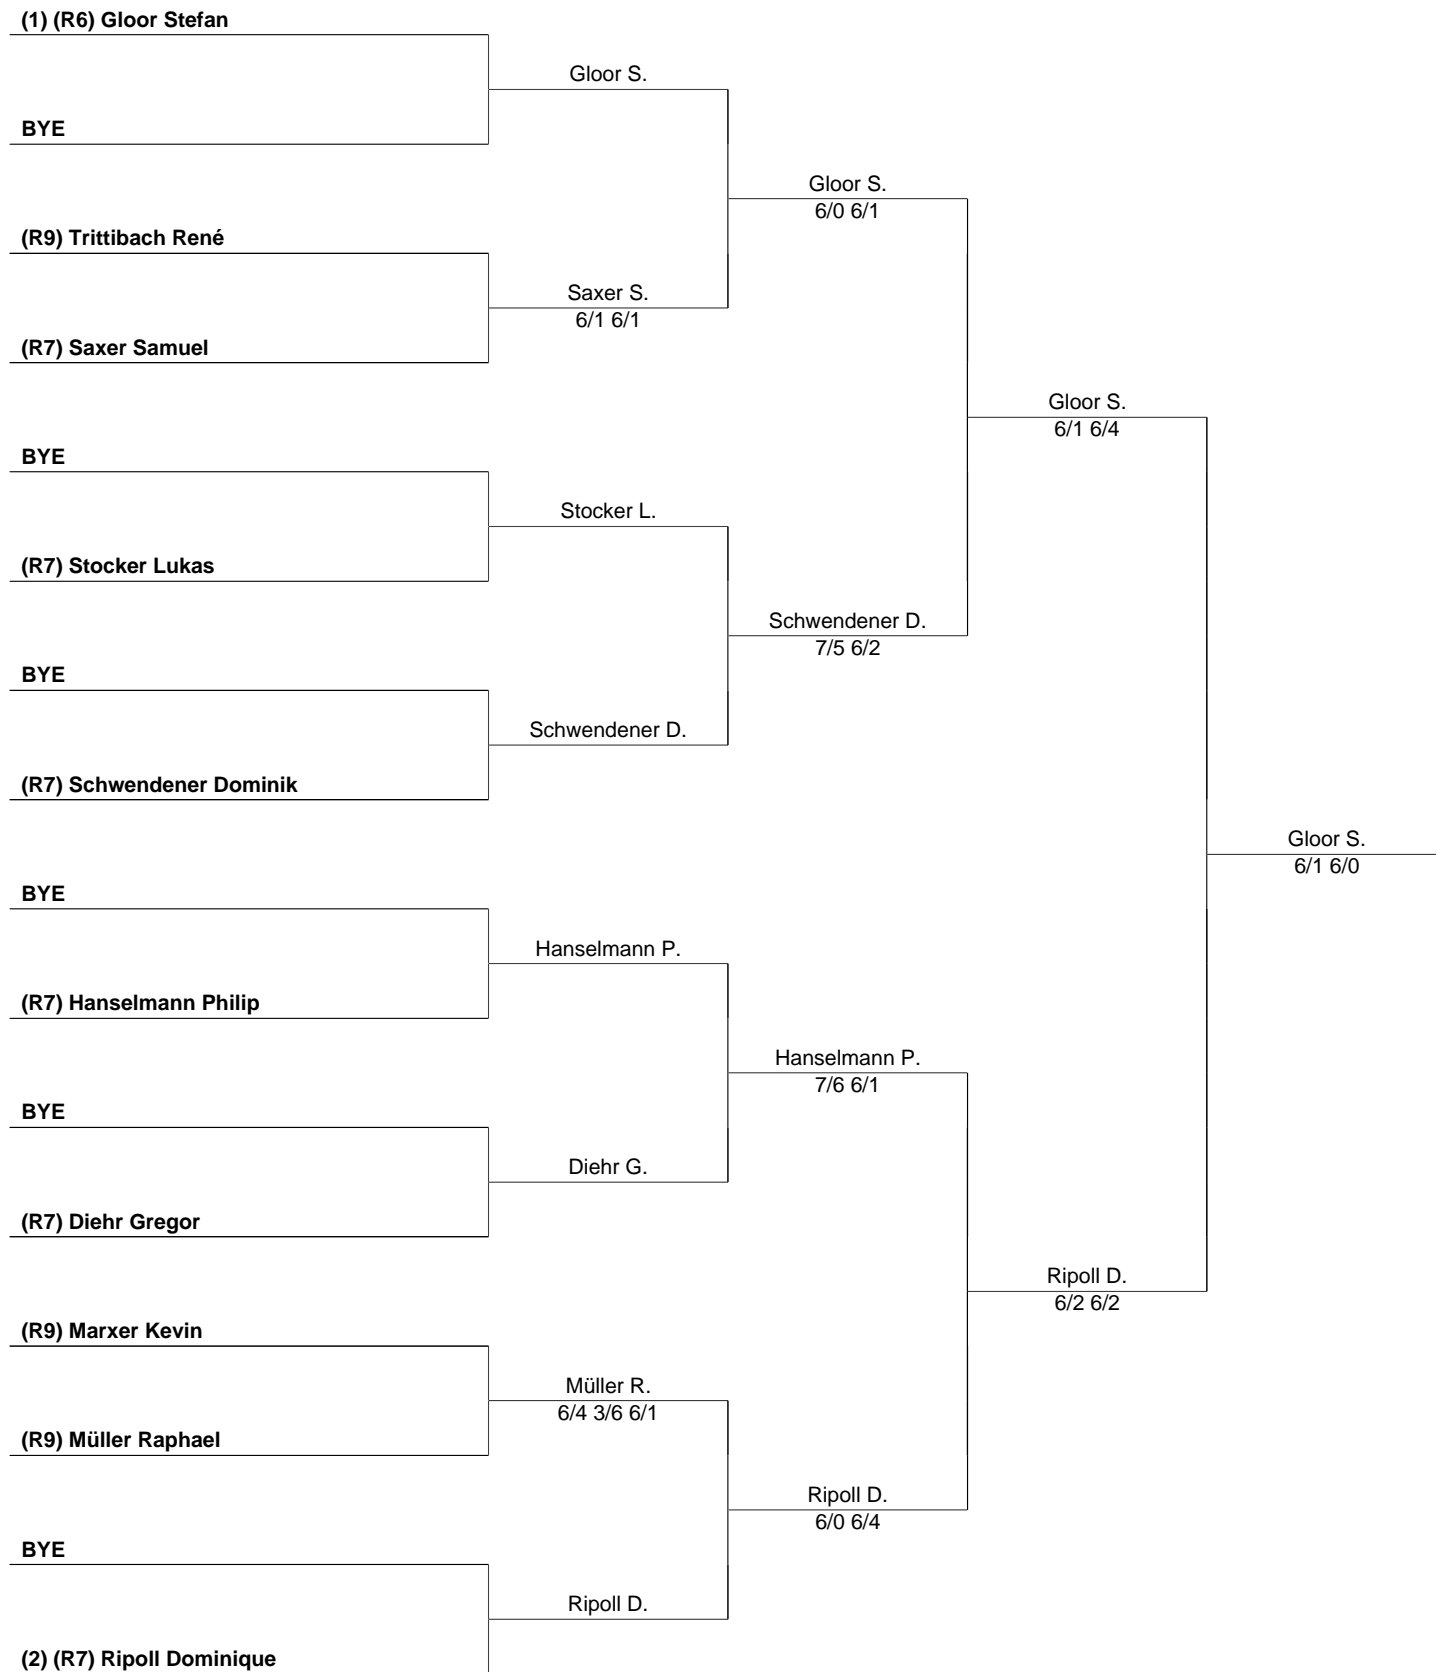 (1) (R6) Gloor Stefan
Gloor S.
BYE
Gloor S.
6/0 6/1
(R9) Trittibach René
Saxer S.
6/1 6/1
(R7) Saxer Samuel
Gloor S.
6/1 6/4
BYE
Stocker L.
(R7) Stocker Lukas
Schwendener D.
7/5 6/2
BYE
Schwendener D.
(R7) Schwendener Dominik
Gloor S.
6/1 6/0
BYE
Hanselmann P.
(R7) Hanselmann Philip
Hanselmann P.
7/6 6/1
BYE
Diehr G.
(R7) Diehr Gregor
Ripoll D.
6/2 6/2
(R9) Marxer Kevin
Müller R.
6/4 3/6 6/1
(R9) Müller Raphael
Ripoll D.
6/0 6/4
BYE
Ripoll D.
(2) (R7) Ripoll Dominique